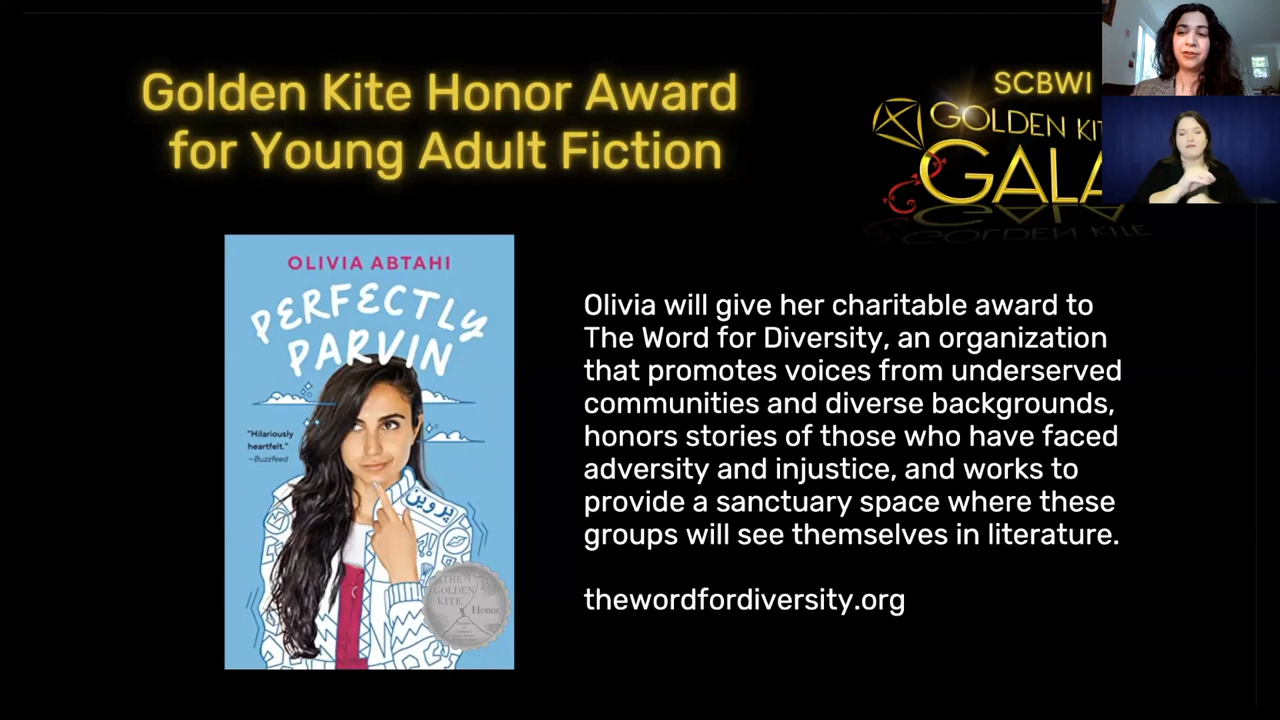 Golden Kite Honor Award
for Young Adult Fiction
SCBWI
GOLDEN KIT
GALA
OLIVIA ABTAHI
PERFECTLY
PARVIN
"Hilariously
heartfelt."
—Buzzfeed
پروین
THE
GOLDEN
KITE
Honor
Olivia will give her charitable award to
The Word for Diversity, an organization
that promotes voices from underserved
communities and diverse backgrounds,
honors stories of those who have faced
adversity and injustice, and works to
provide a sanctuary space where these
groups will see themselves in literature.
thewordfordiversity.org